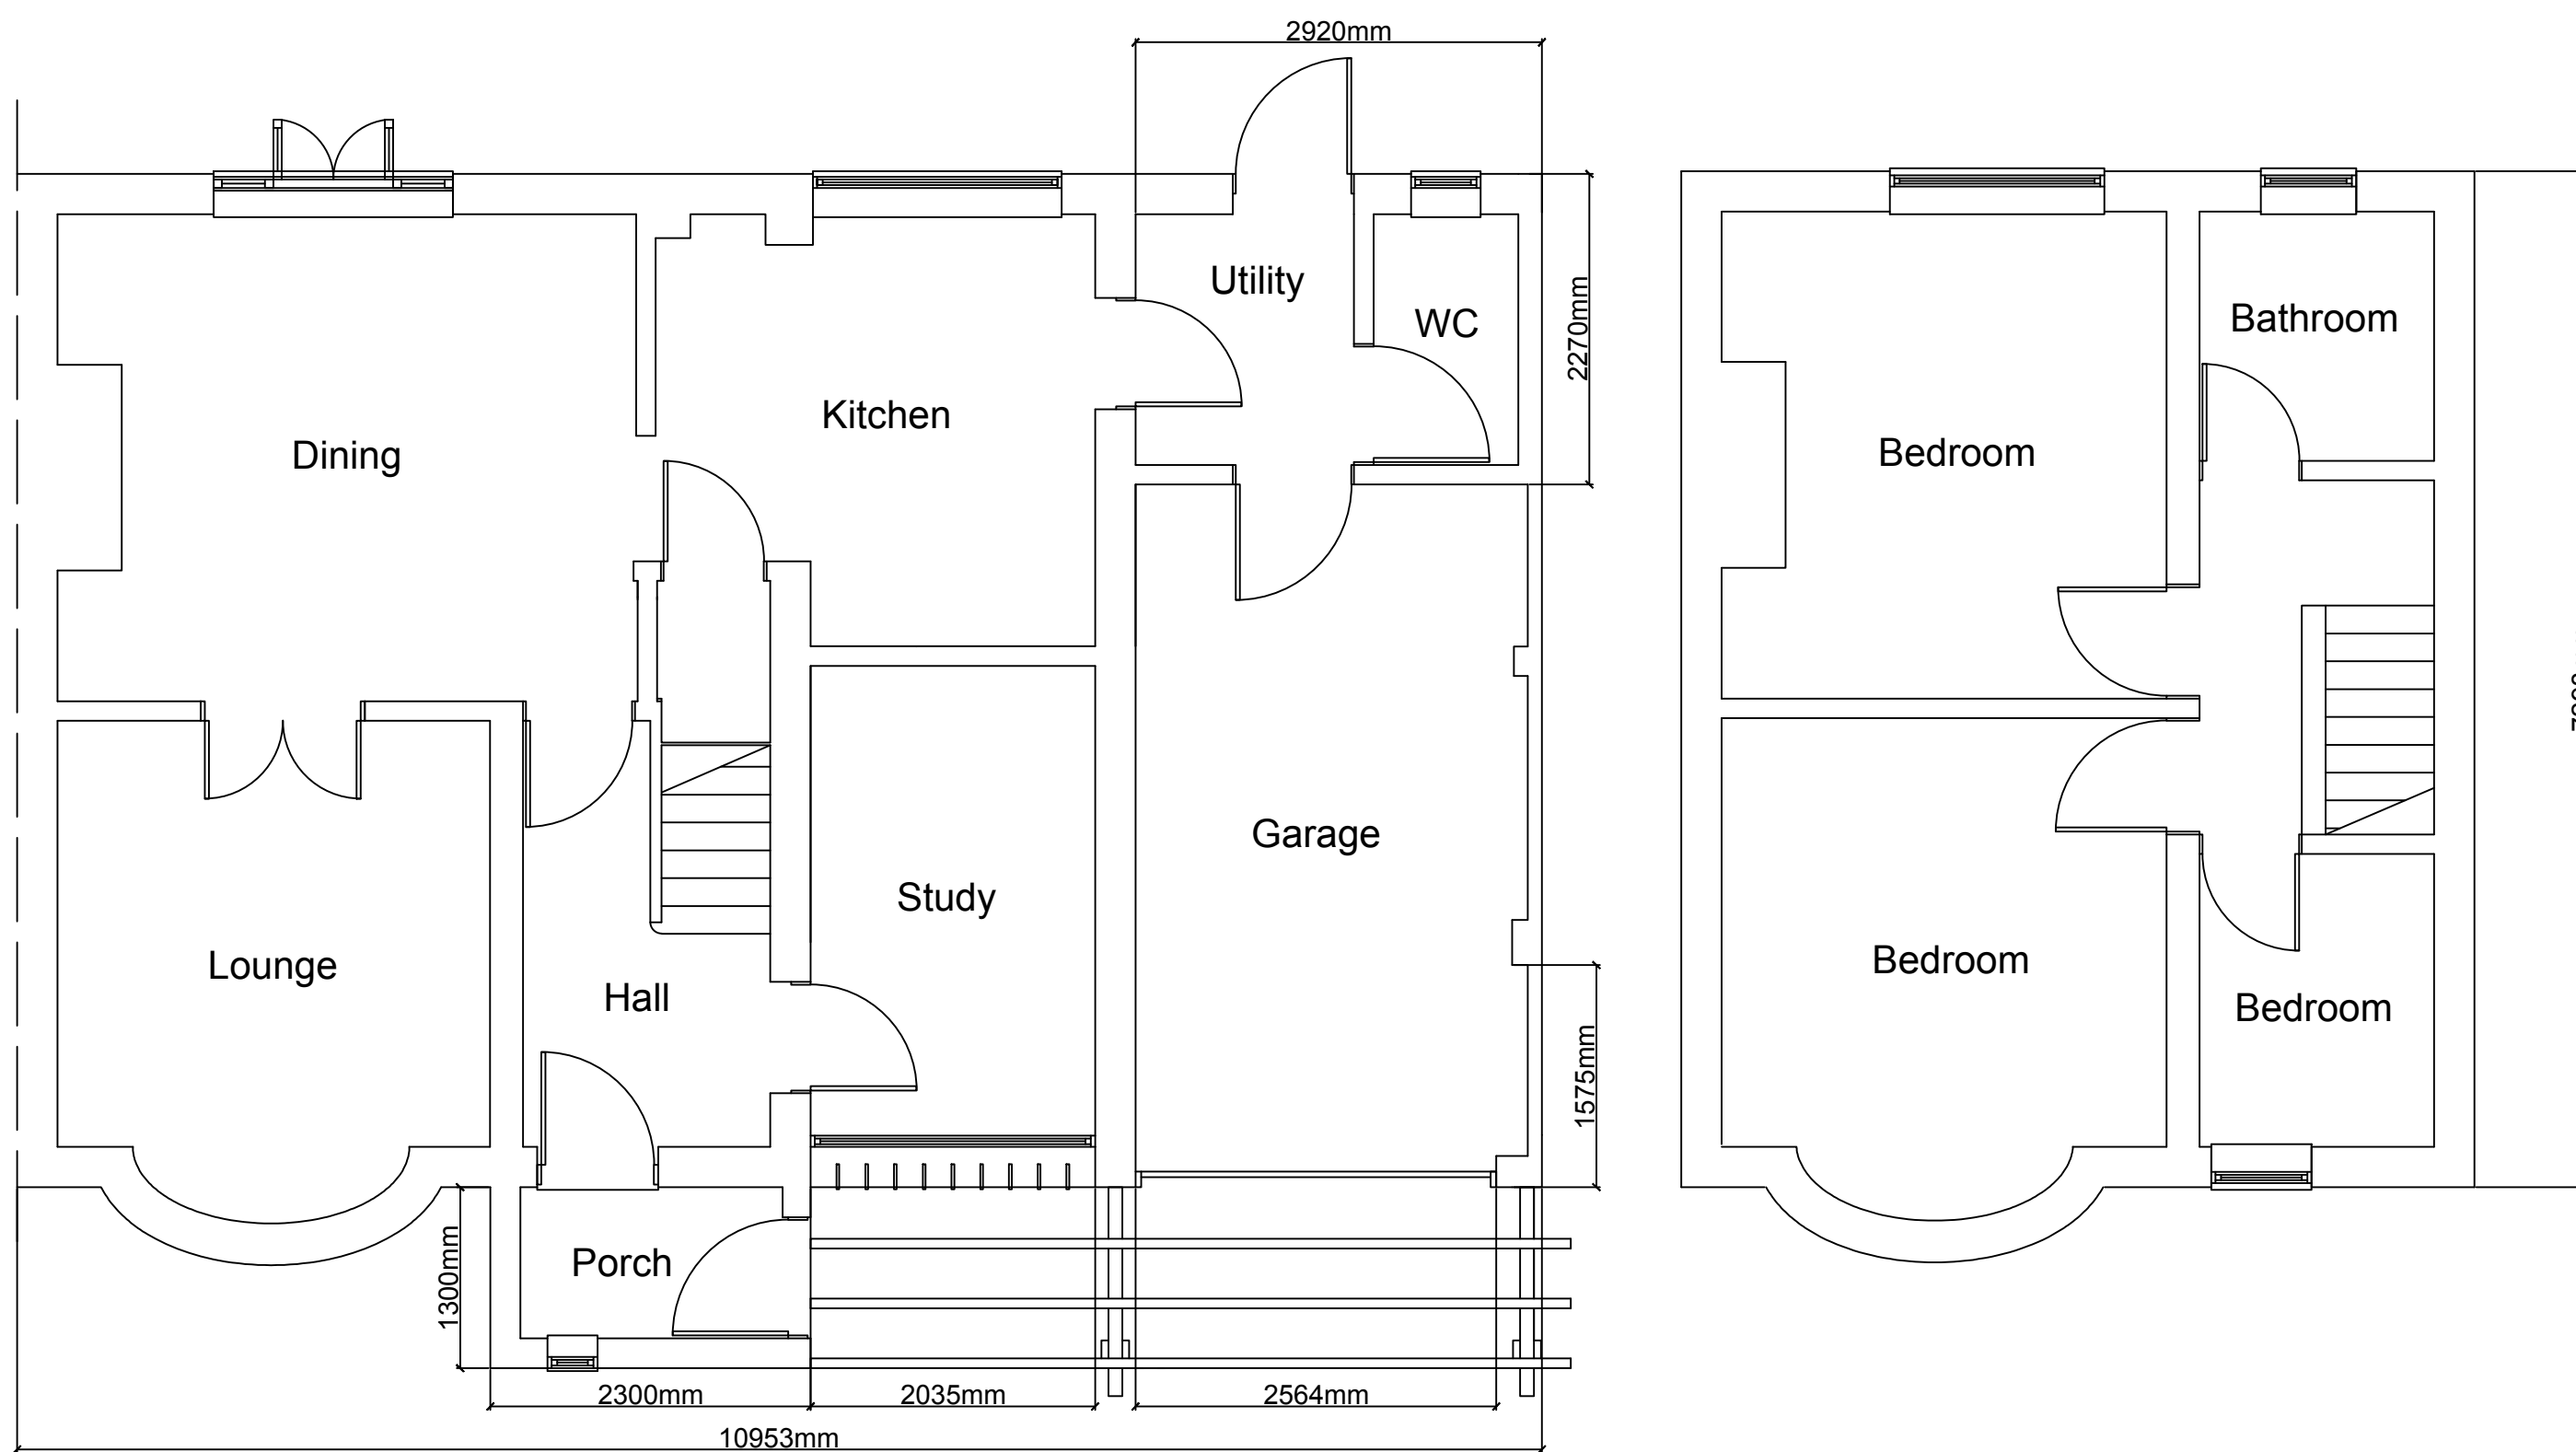 2920mm
Utility
WC
2270mm
Kitchen
Dining
Garage
Study
Lounge
Hall
1575mm
Porch
1300mm
2300mm
2035mm
2564mm
10953mm
Bathroom
Bedroom
Bedroom
Bedroom